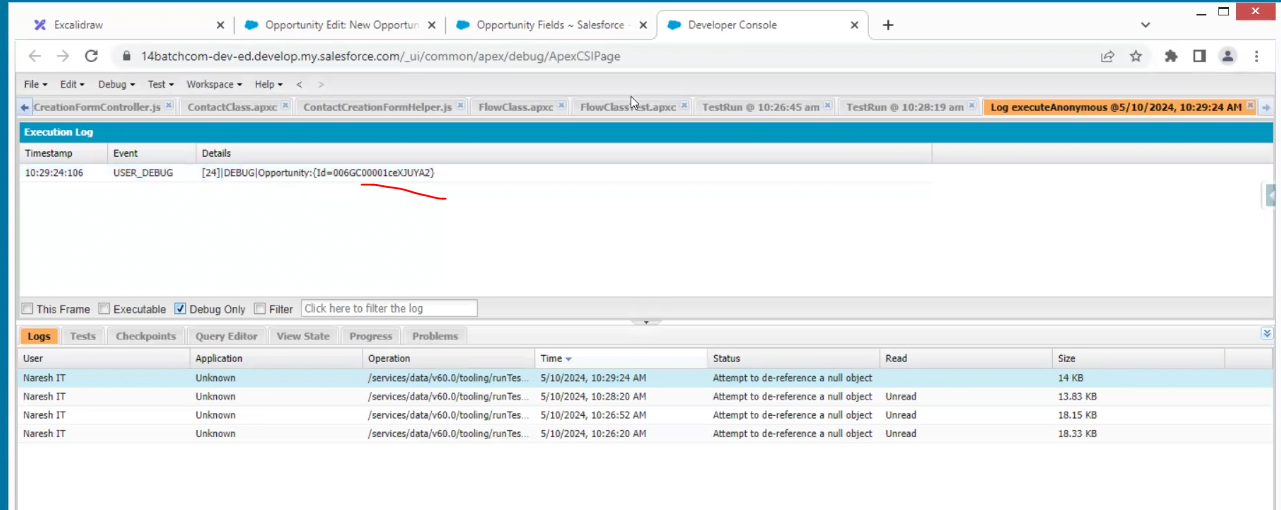 Excalidraw
Opportunity Edit: New Opportun
Opportunity Fields ~ Salesforce -
Developer Console
14batchcom-dev-ed.develop.my.salesforce.com/_ui/common/apex/debug/ApexCSIPage
File Edit Debug Test Workspace Help < >
CreationFormController.js ContactClass.apxc ContactCreationFormHelper.js FlowClass.apxc FlowClassTest.apxc TestRun @ 10:26:45 am TestRun @ 10:28:19 am Log executeAnonymous @5/10/2024, 10:29:24 AM
Execution Log
Timestamp Event Details
10:29:24:106 USER_DEBUG [24]|DEBUG|Opportunity:{Id=006GC00001ceXJUYA2}
This Frame Executable Debug Only Filter Click here to filter the log
Logs Tests Checkpoints Query Editor View State Progress Problems
User Application Operation Time Status Read Size
Naresh IT Unknown /services/data/v60.0/tooling/runTes... 5/10/2024, 10:29:24 AM Attempt to de-reference a null object 14 KB
Naresh IT Unknown /services/data/v60.0/tooling/runTes... 5/10/2024, 10:28:20 AM Attempt to de-reference a null object Unread 13.83 KB
Naresh IT Unknown /services/data/v60.0/tooling/runTes... 5/10/2024, 10:26:52 AM Attempt to de-reference a null object Unread 18.15 KB
Naresh IT Unknown /services/data/v60.0/tooling/runTes... 5/10/2024, 10:26:20 AM Attempt to de-reference a null object Unread 18.33 KB